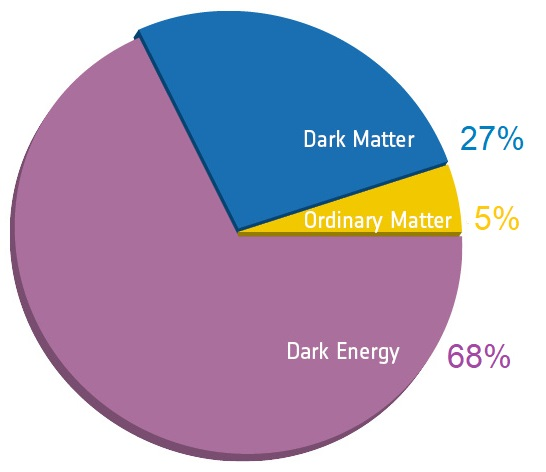 Dark Matter 27%
Ordinary Matter 5%
Dark Energy 68%